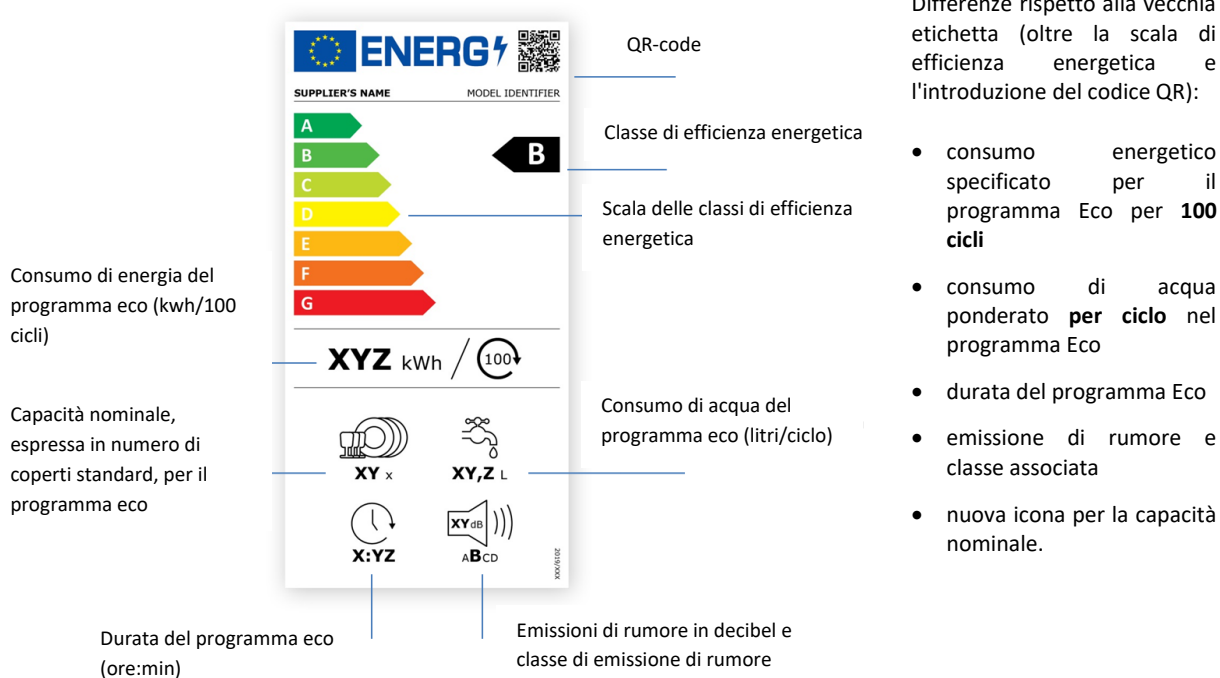 ENERG
SUPPLIER'S NAME
MODEL IDENTIFIER
A
B
C
D
E
F
G
B
XYZ kWh / 100
XY x
XY,Z L
X:YZ
XYdB
ABCD
2019/XXX
QR-code
Classe di efficienza energetica
Scala delle classi di efficienza
energetica
Consumo di energia del
programma eco (kwh/100
cicli)
Capacità nominale,
espressa in numero di
coperti standard, per il
programma eco
Consumo di acqua del
programma eco (litri/ciclo)
Durata del programma eco
(ore:min)
Emissioni di rumore in decibel e
classe di emissione di rumore
Differenze rispetto alla vecchia
etichetta (oltre la scala di
efficienza energetica e
l'introduzione del codice QR):
• consumo energetico
specificato per il
programma Eco per 100
cicli
• consumo di acqua
ponderato per ciclo nel
programma Eco
• durata del programma Eco
• emissione di rumore e
classe associata
• nuova icona per la capacità
nominale.